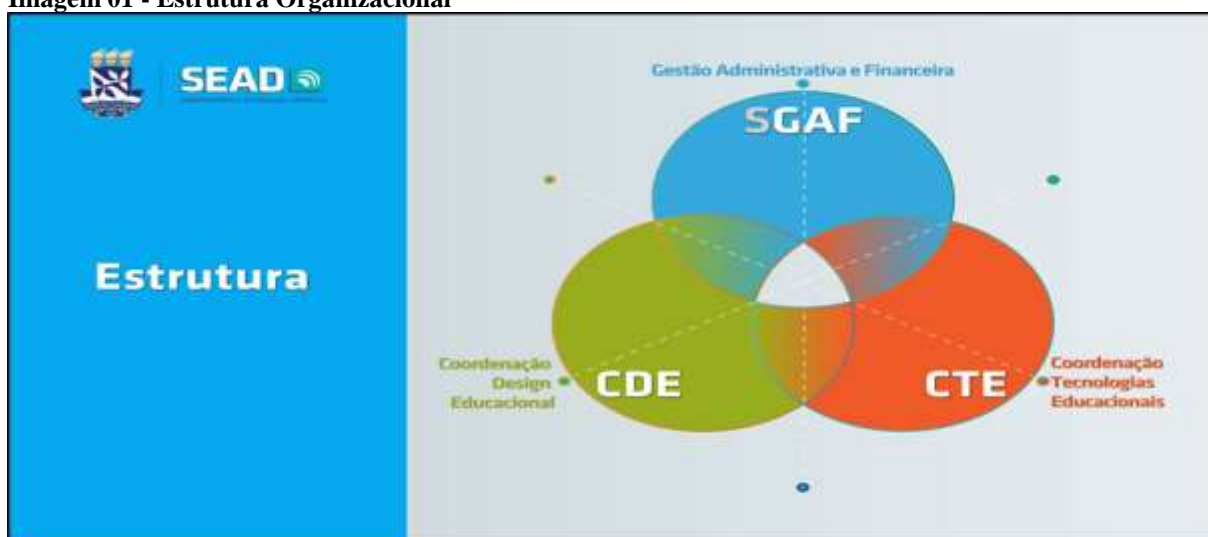 Imagem 01 - Estrutura Organizacional
SEAD
Estrutura
Gestão Administrativa e Financeira
SGAF
Coordenação
Design
Educacional
CDE
CTE
Coordenação
Tecnologias
Educacionais